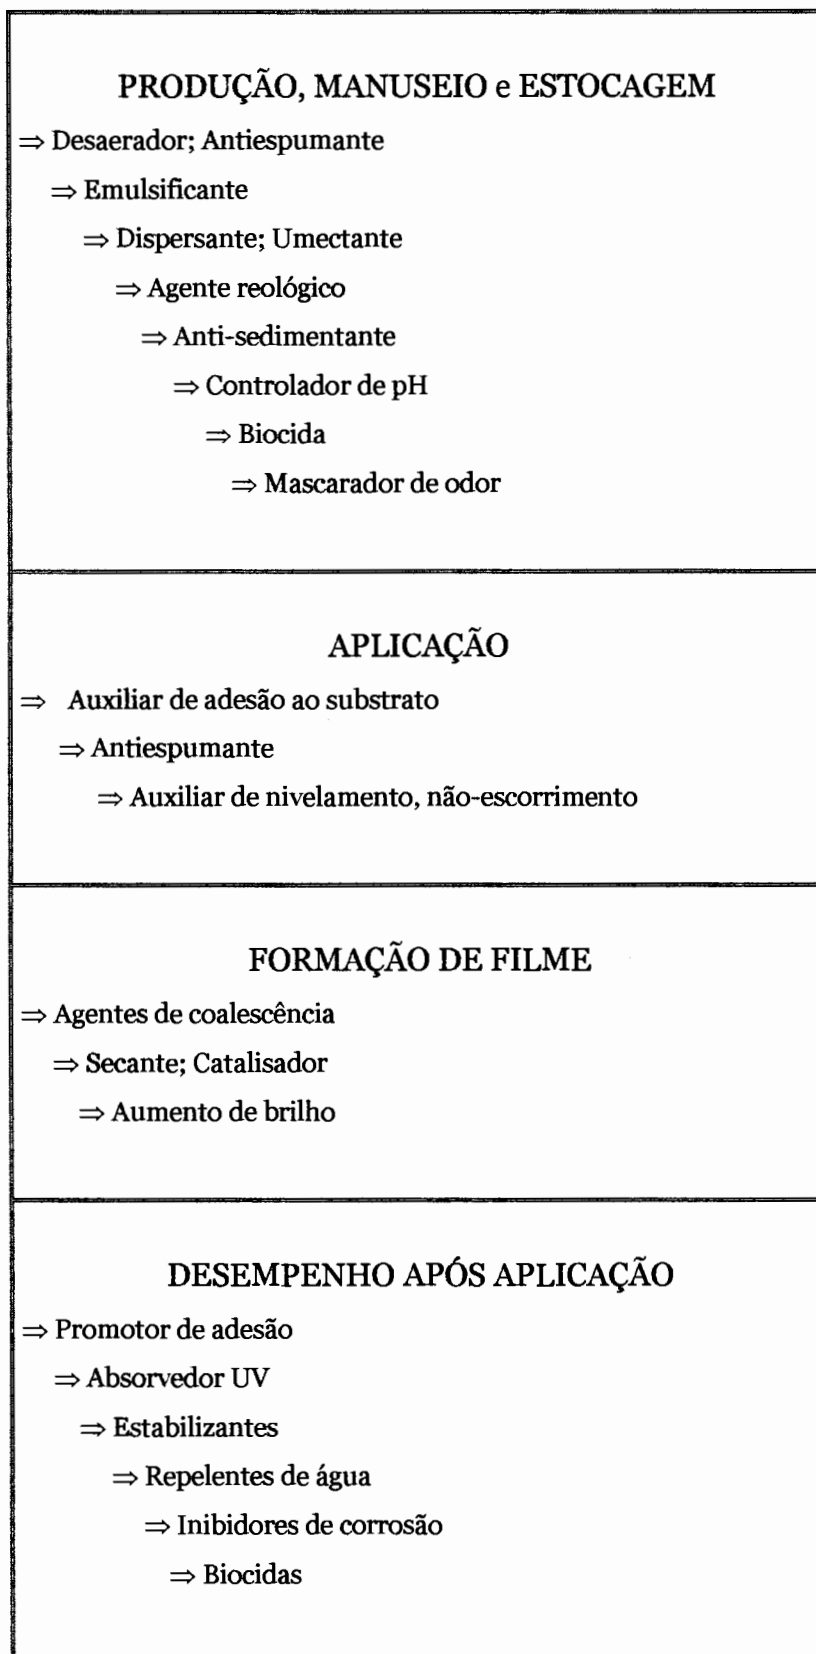 PRODUÇÃO, MANUSEIO e ESTOCAGEM
⇒ Desaerador; Antiespumante
⇒ Emulsificante
⇒ Dispersante; Umectante
⇒ Agente reológico
⇒ Anti-sedimentante
⇒ Controlador de pH
⇒ Biocida
⇒ Mascarador de odor
APLICAÇÃO
⇒ Auxiliar de adesão ao substrato
⇒ Antiespumante
⇒ Auxiliar de nivelamento, não-escorrimento
FORMAÇÃO DE FILME
⇒ Agentes de coalescência
⇒ Secante; Catalisador
⇒ Aumento de brilho
DESEMPENHO APÓS APLICAÇÃO
⇒ Promotor de adesão
⇒ Absorvedor UV
⇒ Estabilizantes
⇒ Repelentes de água
⇒ Inibidores de corrosão
⇒ Biocidas